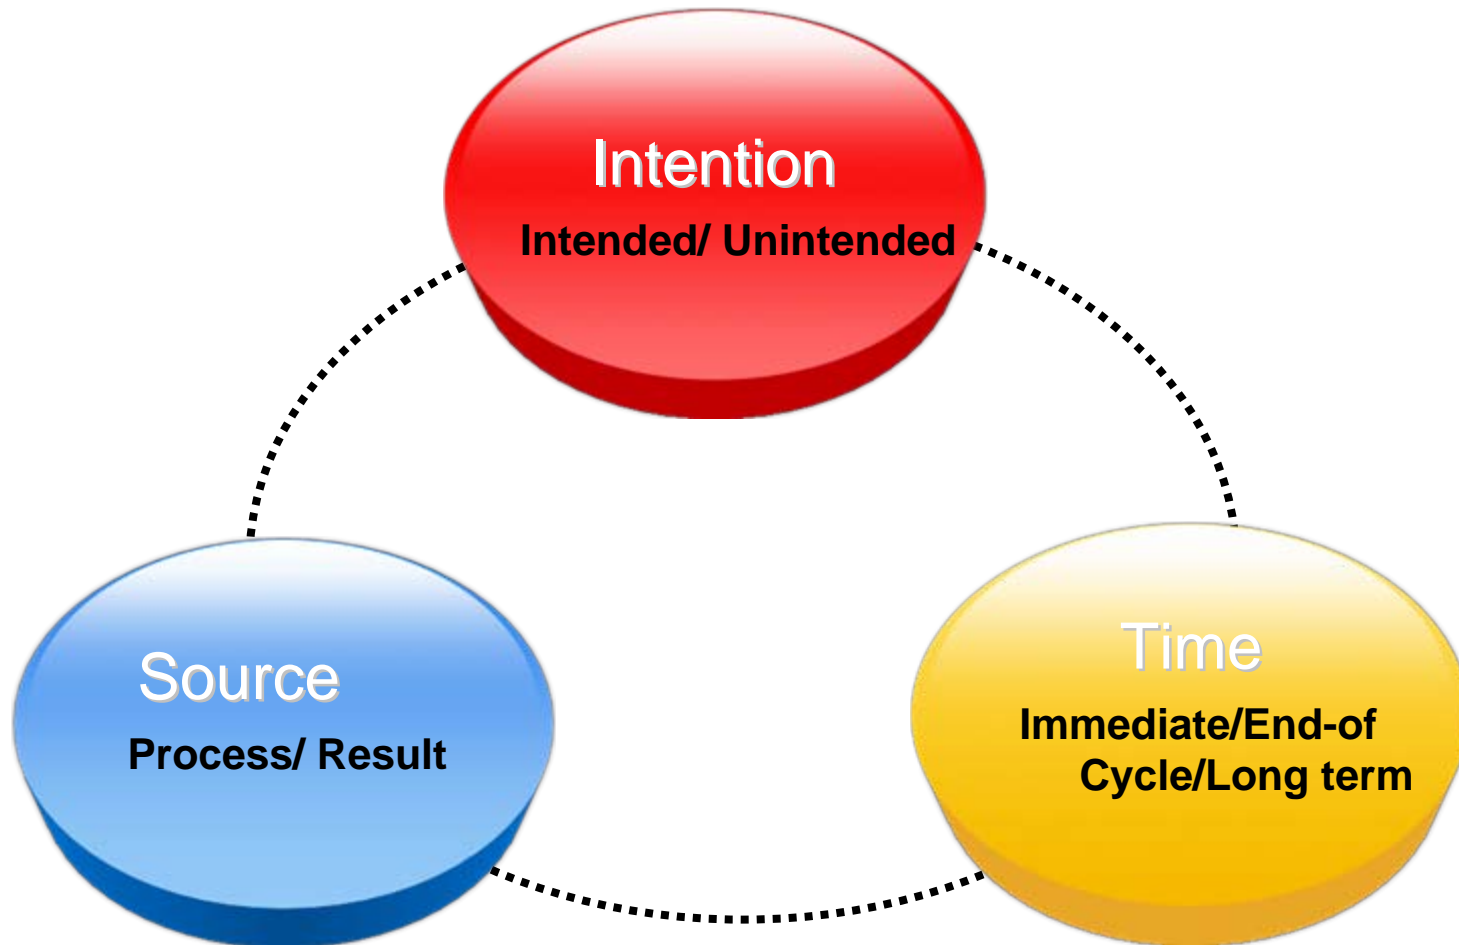 Intention
Intended/ Unintended
Source
Process/ Result
Time
Immediate/End-of
Cycle/Long term